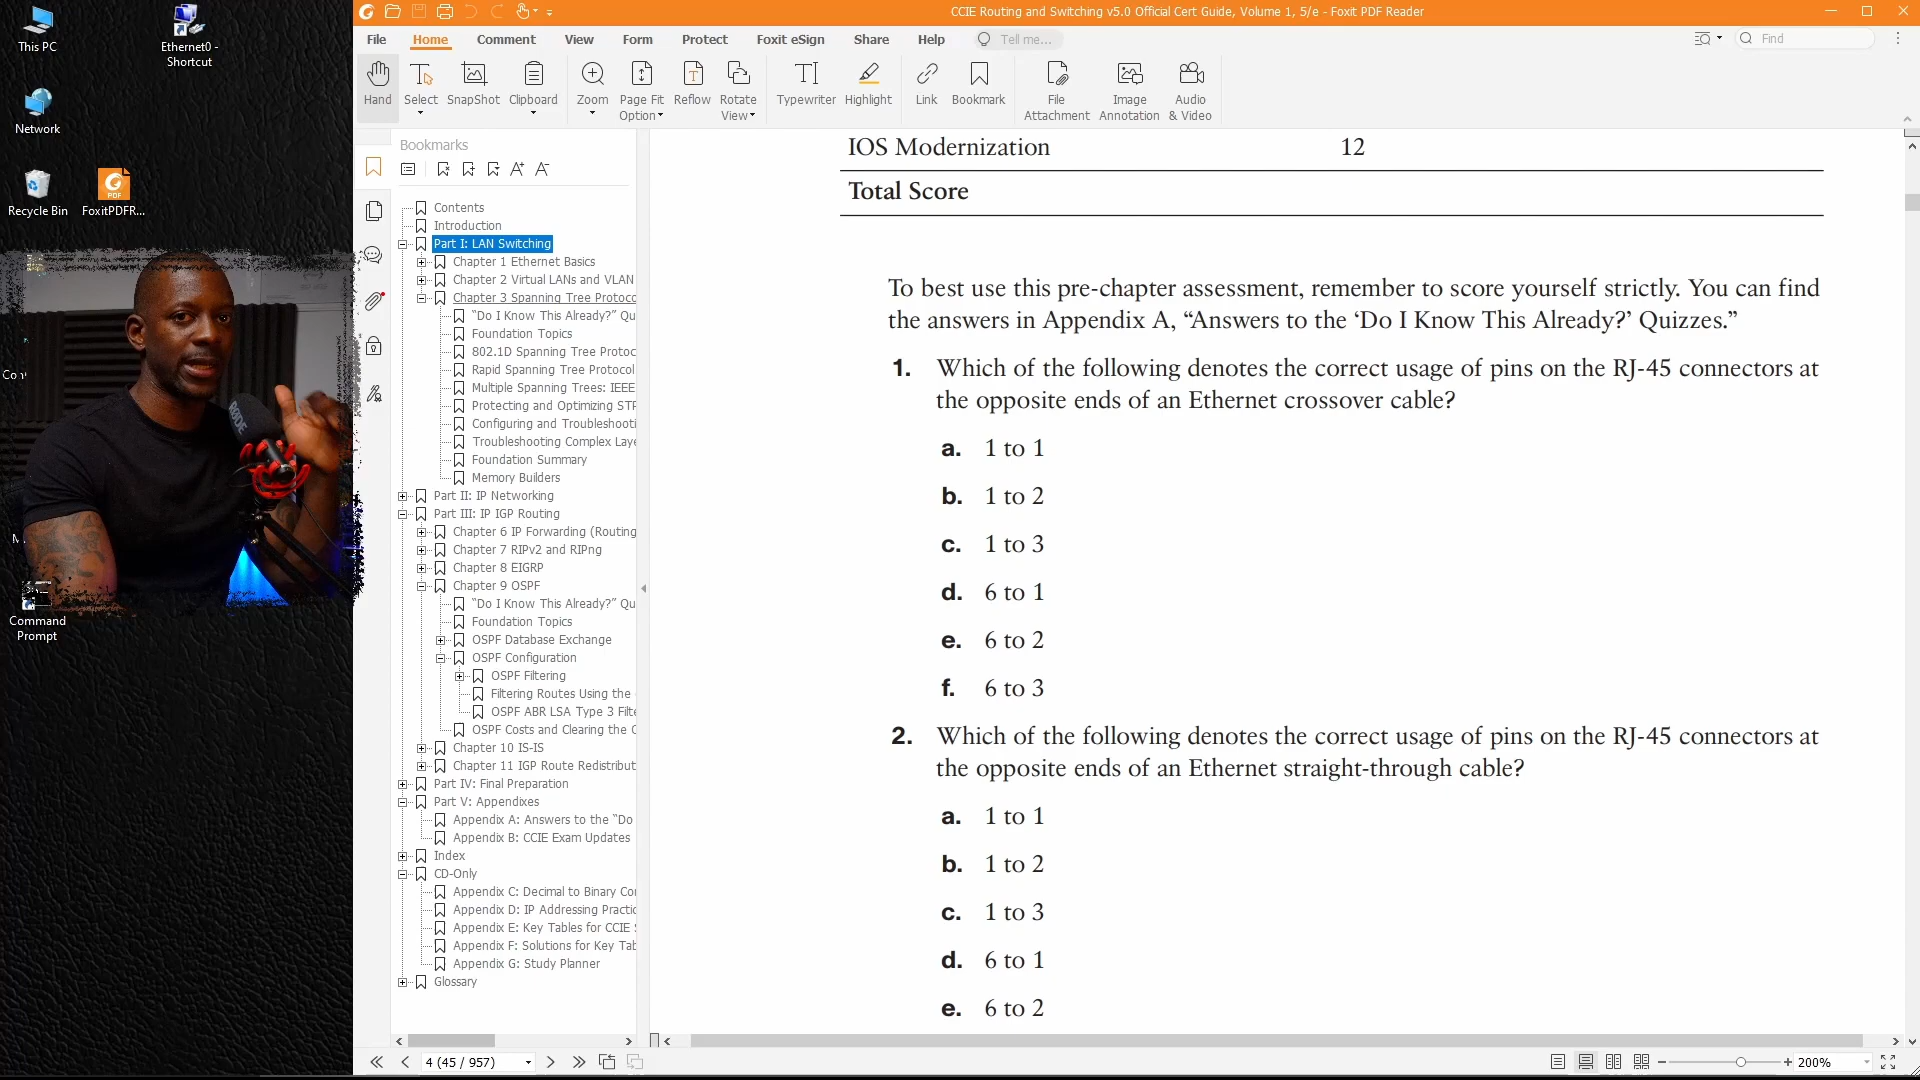 This PC
Ethernet0 -
Shortcut
Network
Recycle Bin
FoxitPDFR...
Command
Prompt
RØDE
CCIE Routing and Switching v5.0 Official Cert Guide, Volume 1, 5/e - Foxit PDF Reader
File
Home
Comment
View
Form
Protect
Foxit eSign
Share
Help
Tell me...
Find
Hand
Select
SnapShot
Clipboard
Zoom
Page Fit
Option
Reflow
Rotate
View
Typewriter
Highlight
Link
Bookmark
File
Attachment
Image
Annotation
Audio
& Video
Bookmarks
Contents
Introduction
Part I: LAN Switching
Chapter 1 Ethernet Basics
Chapter 2 Virtual LANs and VLAN
Chapter 3 Spanning Tree Protoco
"Do I Know This Already?" Qu
Foundation Topics
802.1D Spanning Tree Protoc
Rapid Spanning Tree Protocol
Multiple Spanning Trees: IEEE
Protecting and Optimizing STP
Configuring and Troubleshooti
Troubleshooting Complex Laye
Foundation Summary
Memory Builders
Part II: IP Networking
Part III: IP IGP Routing
Chapter 6 IP Forwarding (Routing
Chapter 7 RIPv2 and RIPng
Chapter 8 EIGRP
Chapter 9 OSPF
"Do I Know This Already?" Qu
Foundation Topics
OSPF Database Exchange
OSPF Configuration
OSPF Filtering
Filtering Routes Using the
OSPF ABR LSA Type 3 Filte
OSPF Costs and Clearing the C
Chapter 10 IS-IS
Chapter 11 IGP Route Redistribut
Part IV: Final Preparation
Part V: Appendixes
Appendix A: Answers to the "Do
Appendix B: CCIE Exam Updates
Index
CD-Only
Appendix C: Decimal to Binary Co
Appendix D: IP Addressing Practic
Appendix E: Key Tables for CCIE
Appendix F: Solutions for Key Tab
Appendix G: Study Planner
Glossary
IOS Modernization 12
Total Score
To best use this pre-chapter assessment, remember to score yourself strictly. You can find
the answers in Appendix A, “Answers to the ‘Do I Know This Already?’ Quizzes.”
1. Which of the following denotes the correct usage of pins on the RJ-45 connectors at
the opposite ends of an Ethernet crossover cable?
a. 1 to 1
b. 1 to 2
c. 1 to 3
d. 6 to 1
e. 6 to 2
f. 6 to 3
2. Which of the following denotes the correct usage of pins on the RJ-45 connectors at
the opposite ends of an Ethernet straight-through cable?
a. 1 to 1
b. 1 to 2
c. 1 to 3
d. 6 to 1
e. 6 to 2
4 (45 / 957)
200%